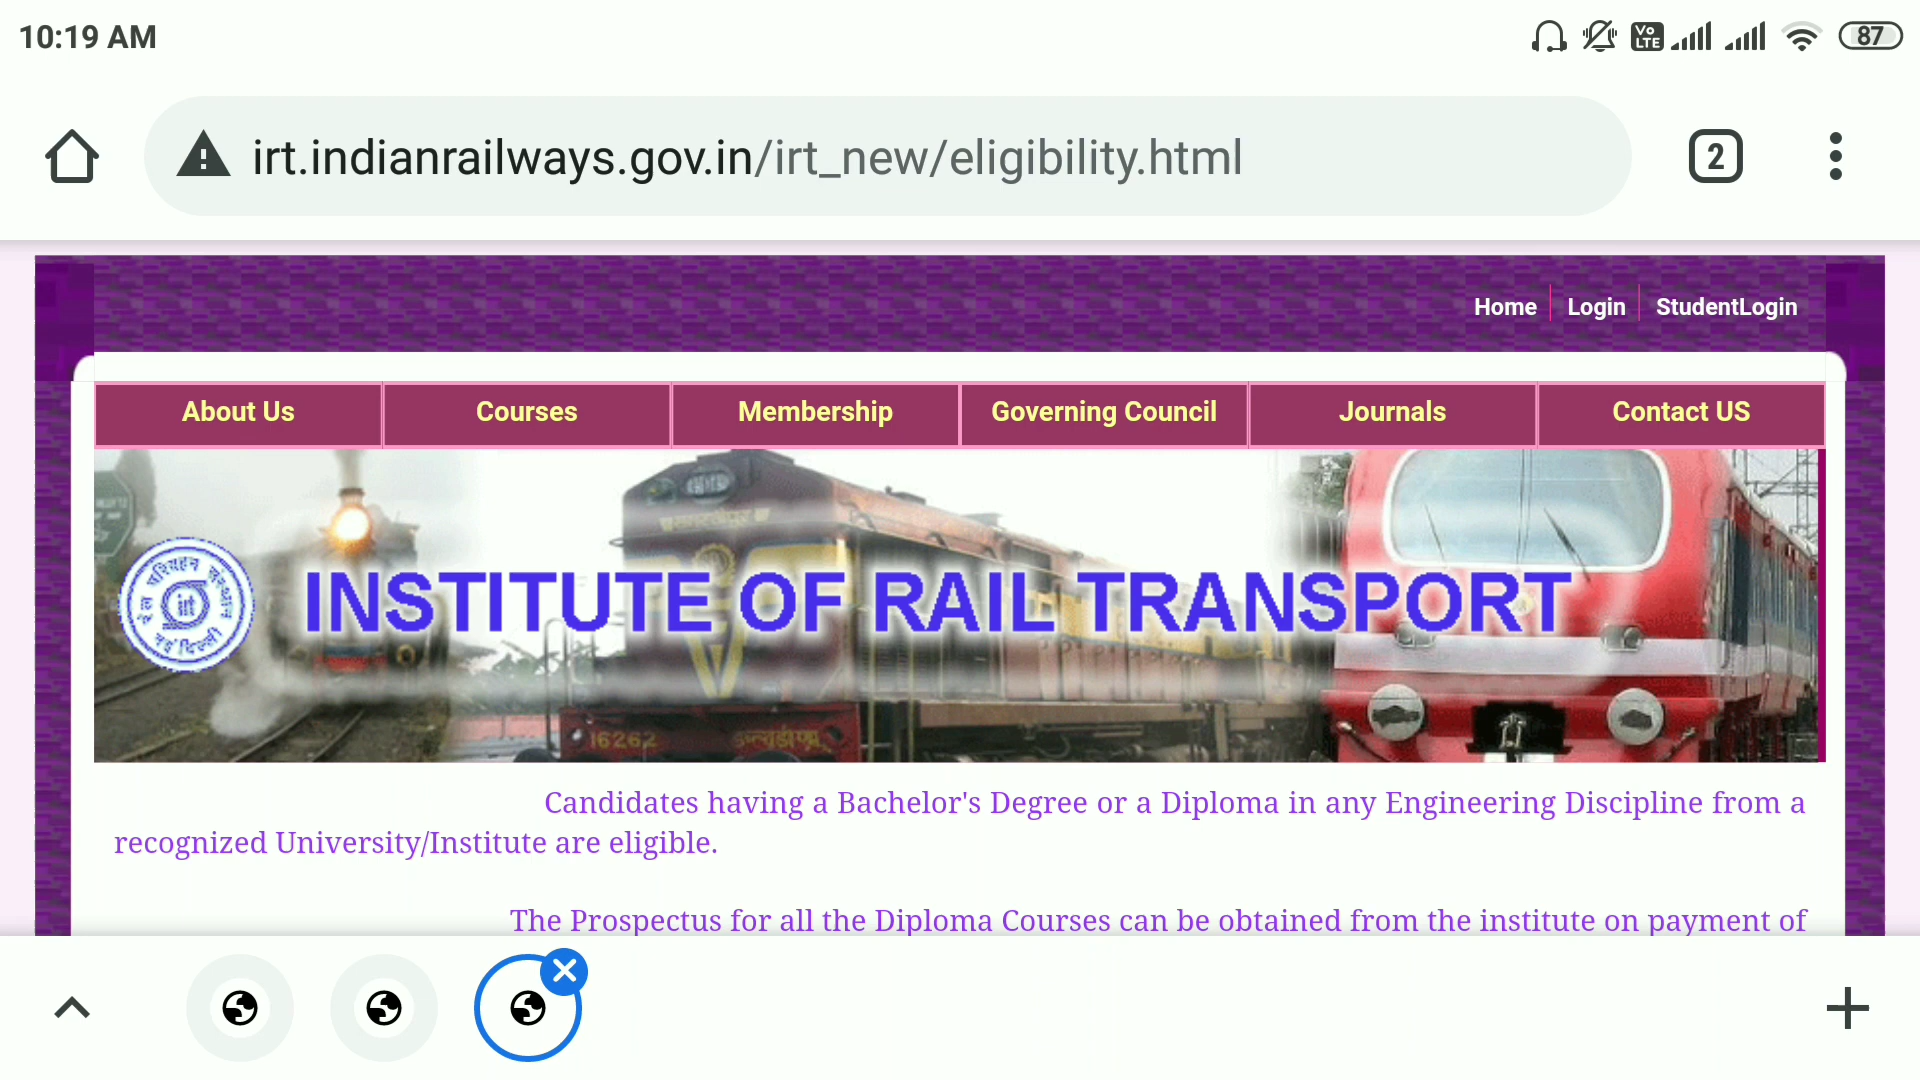 10:19 AM
Vo LTE
87
irt.indianrailways.gov.in/irt_new/eligibility.html
2
Home Login StudentLogin
About Us Courses Membership Governing Council Journals Contact US
irt
INSTITUTE OF RAIL TRANSPORT
16262
Candidates having a Bachelor's Degree or a Diploma in any Engineering Discipline from a
recognized University/Institute are eligible.
The Prospectus for all the Diploma Courses can be obtained from the institute on payment of